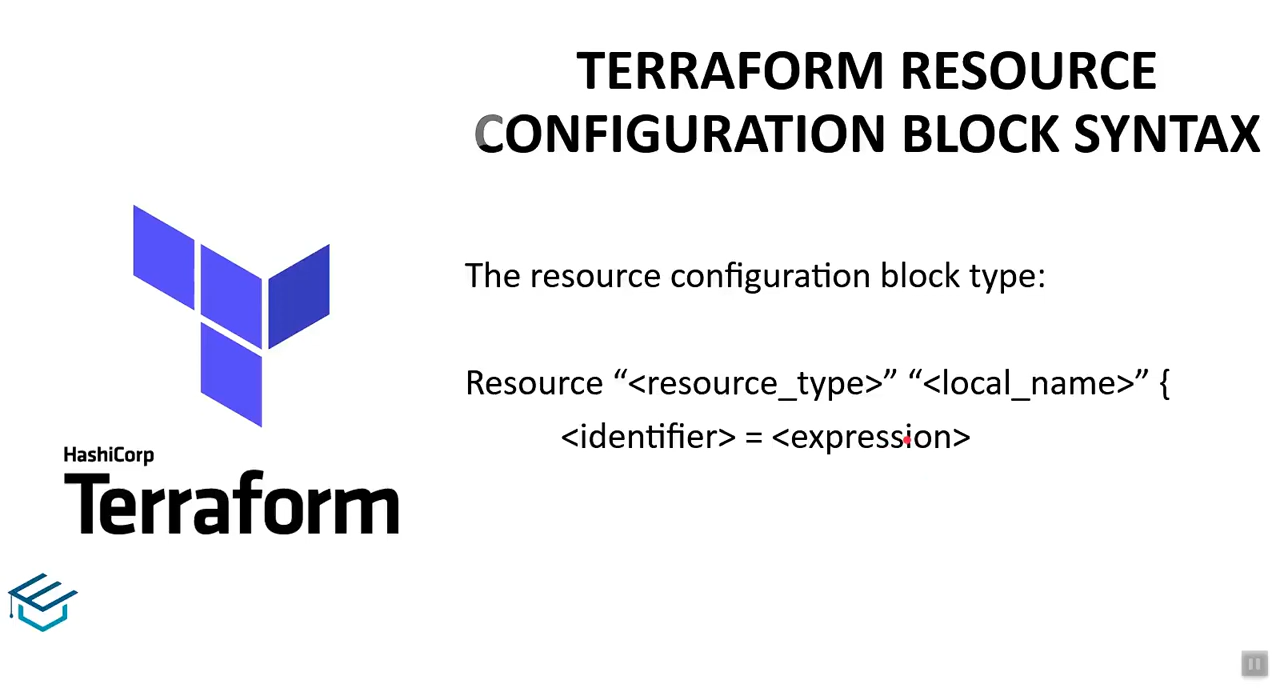 TERRAFORM RESOURCE
CONFIGURATION BLOCK SYNTAX
The resource configuration block type:
Resource “<resource_type>” “<local_name>” {
<identifier> = <expression>
HashiCorp
Terraform